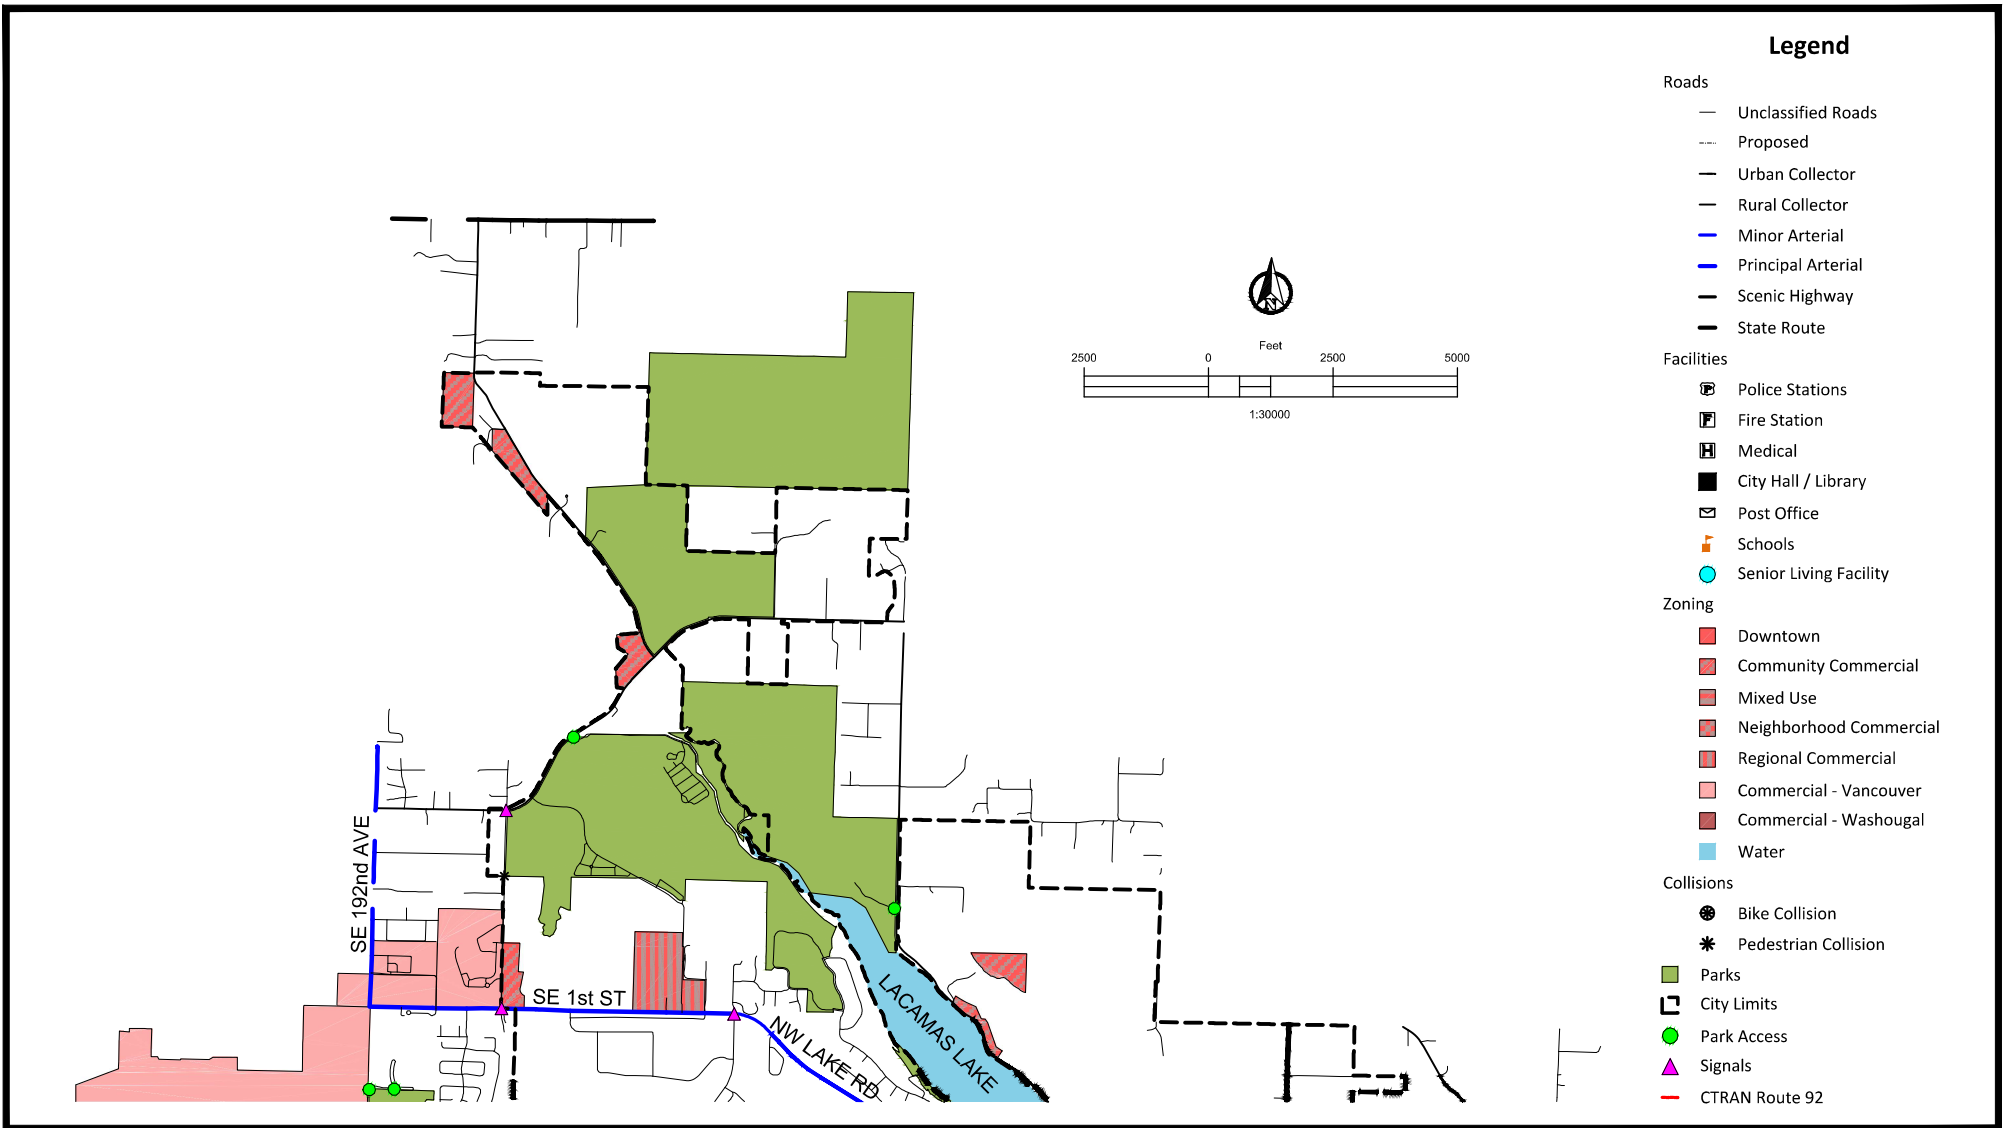 Legend
Roads
Unclassified Roads
Proposed
Urban Collector
Rural Collector
Minor Arterial
Principal Arterial
Scenic Highway
State Route
Facilities
P Police Stations
F Fire Station
H Medical
City Hall / Library
Post Office
Schools
Senior Living Facility
Zoning
Downtown
Community Commercial
Mixed Use
Neighborhood Commercial
Regional Commercial
Commercial - Vancouver
Commercial - Washougal
Water
Collisions
Bike Collision
Pedestrian Collision
Parks
City Limits
Park Access
Signals
CTRAN Route 92
N
Feet
2500 0 2500 5000
1:30000
SE 192nd AVE
SE 1st ST
NW LAKE RD
LACAMAS LAKE